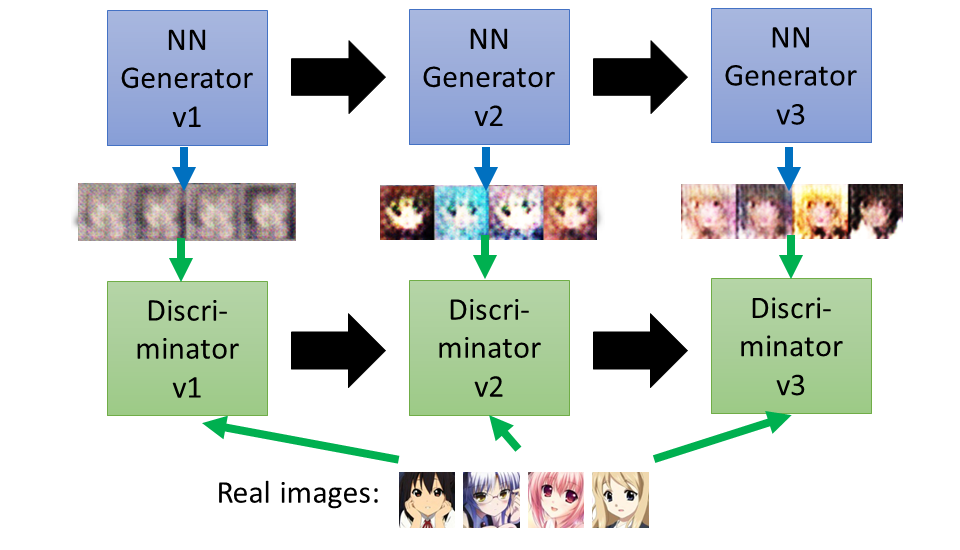 NN
Generator
v1
NN
Generator
v2
NN
Generator
v3
Discri-
minator
v1
Discri-
minator
v2
Discri-
minator
v3
Real images: